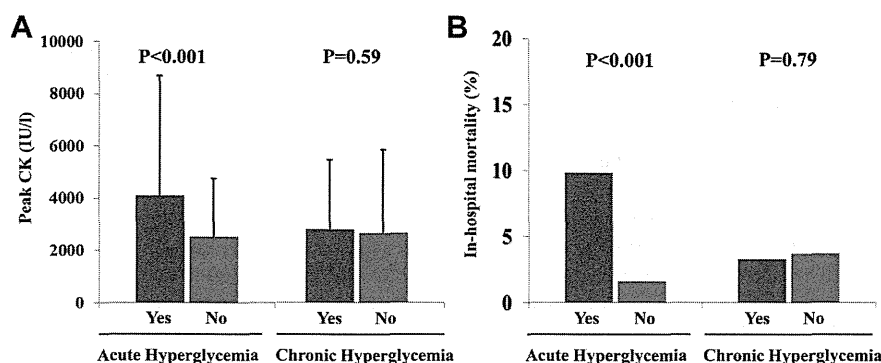 A
P<0.001 P=0.59
Peak CK (IU/l)
10000
8000
6000
4000
2000
0
Yes No Yes No
Acute Hyperglycemia Chronic Hyperglycemia
B
P<0.001 P=0.79
In-hospital mortality (%)
20
15
10
5
0
Yes No Yes No
Acute Hyperglycemia Chronic Hyperglycemia